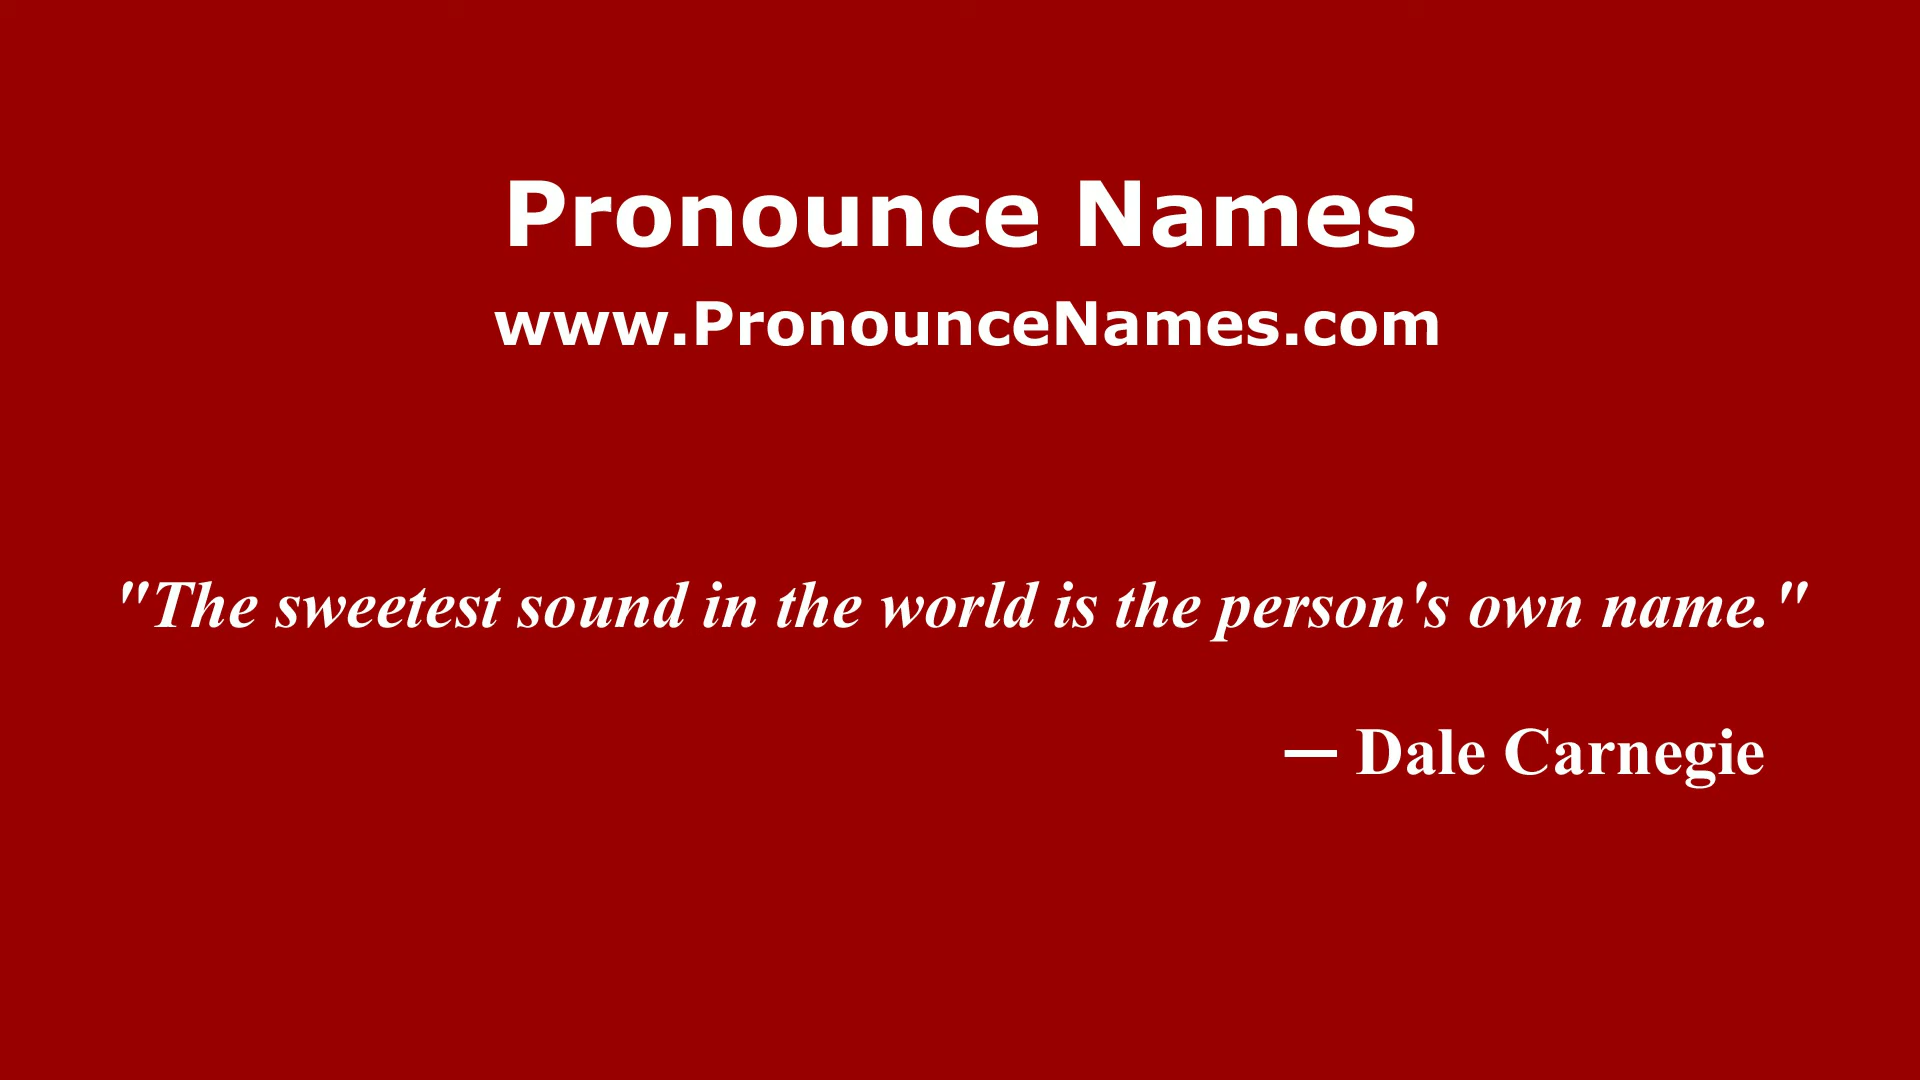 Pronounce Names
www.PronounceNames.com
"The sweetest sound in the world is the person's own name."
— Dale Carnegie